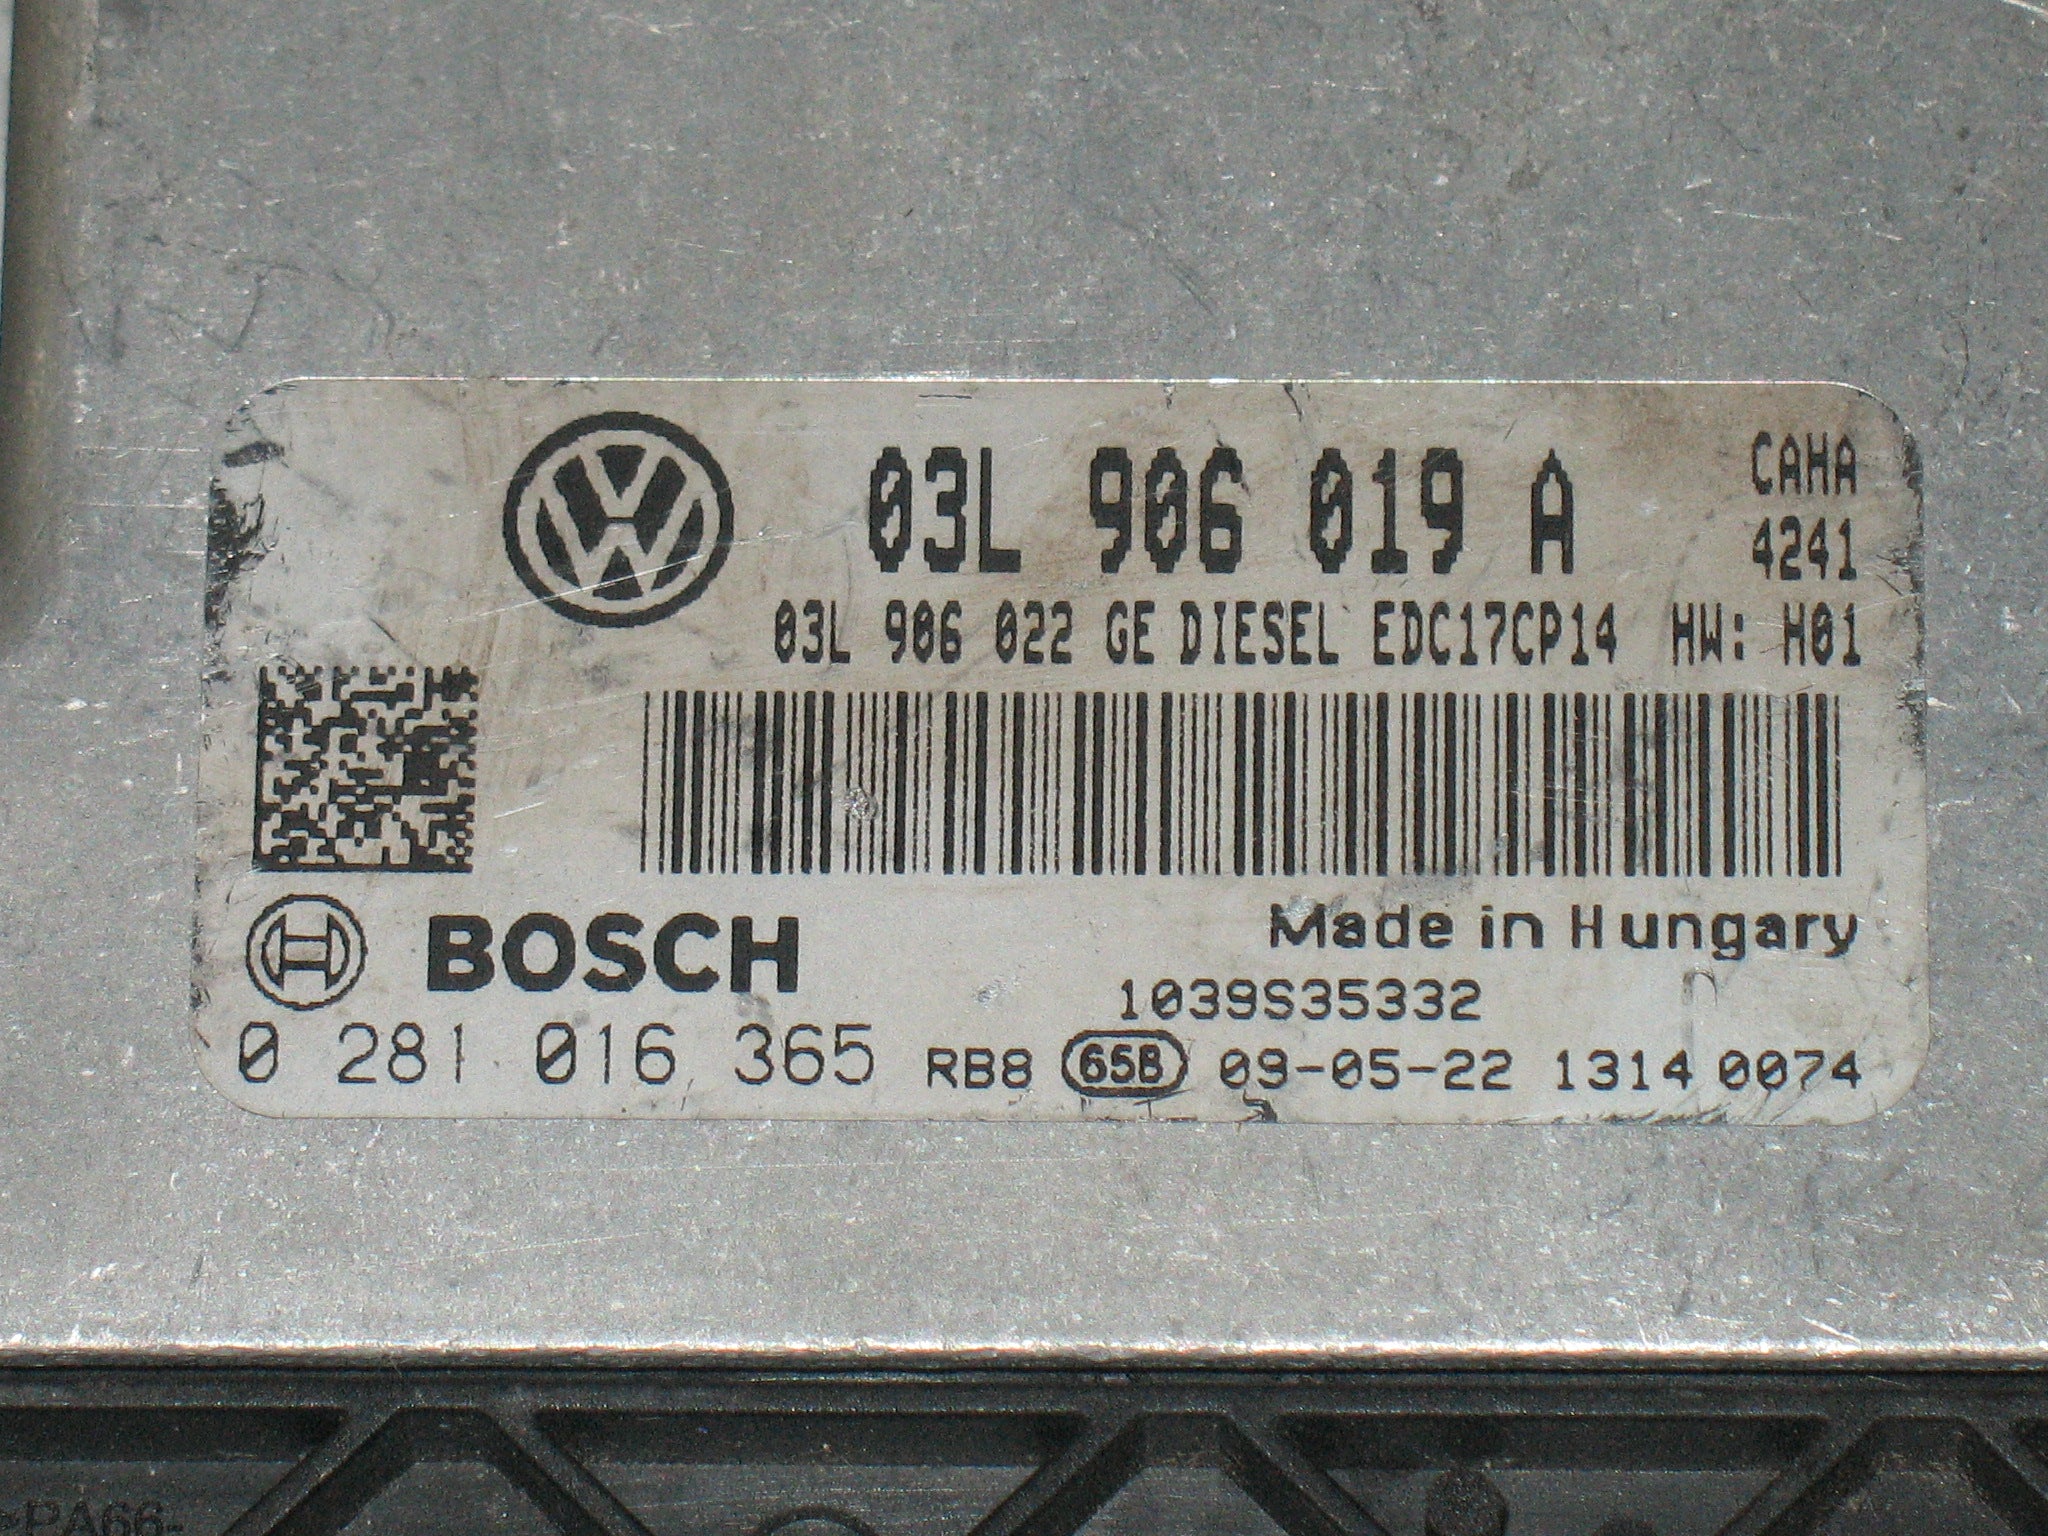 03L 906 019 A CAHA
4241
03L 906 022 GE DIESEL EDC17CP14 HW: H01
BOSCH
Made in Hungary
1039S35332
0 281 016 365 RB8 65B 09-05-22 1314 0074
>PA66-